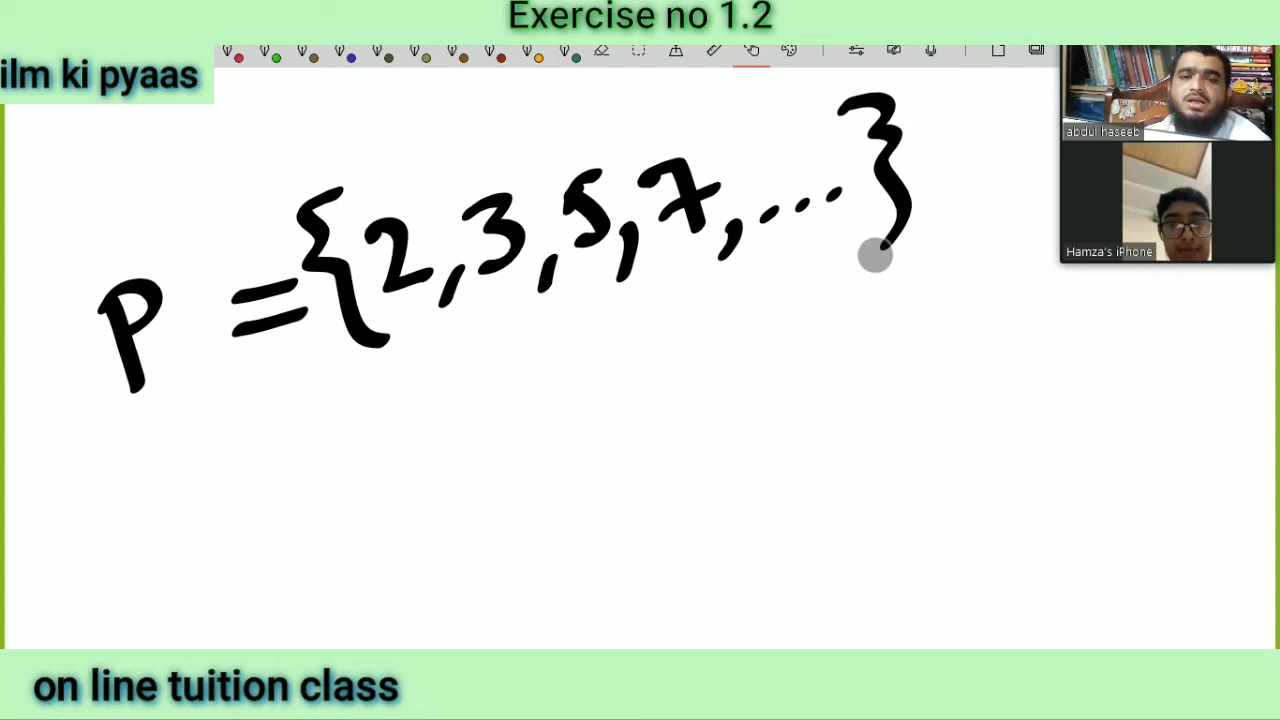 Exercise no 1.2
ilm ki pyaas
abdul haseeb
Hamza's iPhone
P = {2,3,5,7,...}
on line tuition class